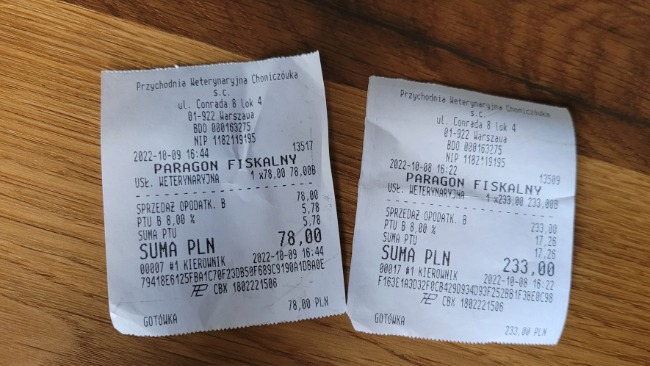 Przychodnia Weterynaryjna Chomiczówka
s.c.
ul. Conrada 8 lok 4
01-922 Warszawa
BDO 000163275
NIP 1182119195
2022-10-09 16:44 13517
PARAGON FISKALNY
USŁ. WETERYNARYJNA 1 x78,00 78,00B
SPRZEDAŻ OPODATK. B 78,00
PTU B 8,00 % 5,78
SUMA PTU 5,78
SUMA PLN 78,00
00007 #1 KIEROWNIK 2022-10-09 16:44
CBX 1802221506
GOTÓWKA 78,00 PLN
Przychodnia Weterynaryjna Chomiczówka
s.c.
ul. Conrada 8 lok 4
01-922 Warszawa
BDO 000163275
NIP 1182119195
2022-10-08 16:22 13509
PARAGON FISKALNY
USŁ. WETERYNARYJNA 1 x233,00 233,00B
SPRZEDAŻ OPODATK. B 233,00
PTU B 8,00 % 17,26
SUMA PTU 17,26
SUMA PLN 233,00
00017 #1 KIEROWNIK 2022-10-08 16:22
CBX 1802221506
GOTÓWKA 233,00 PLN